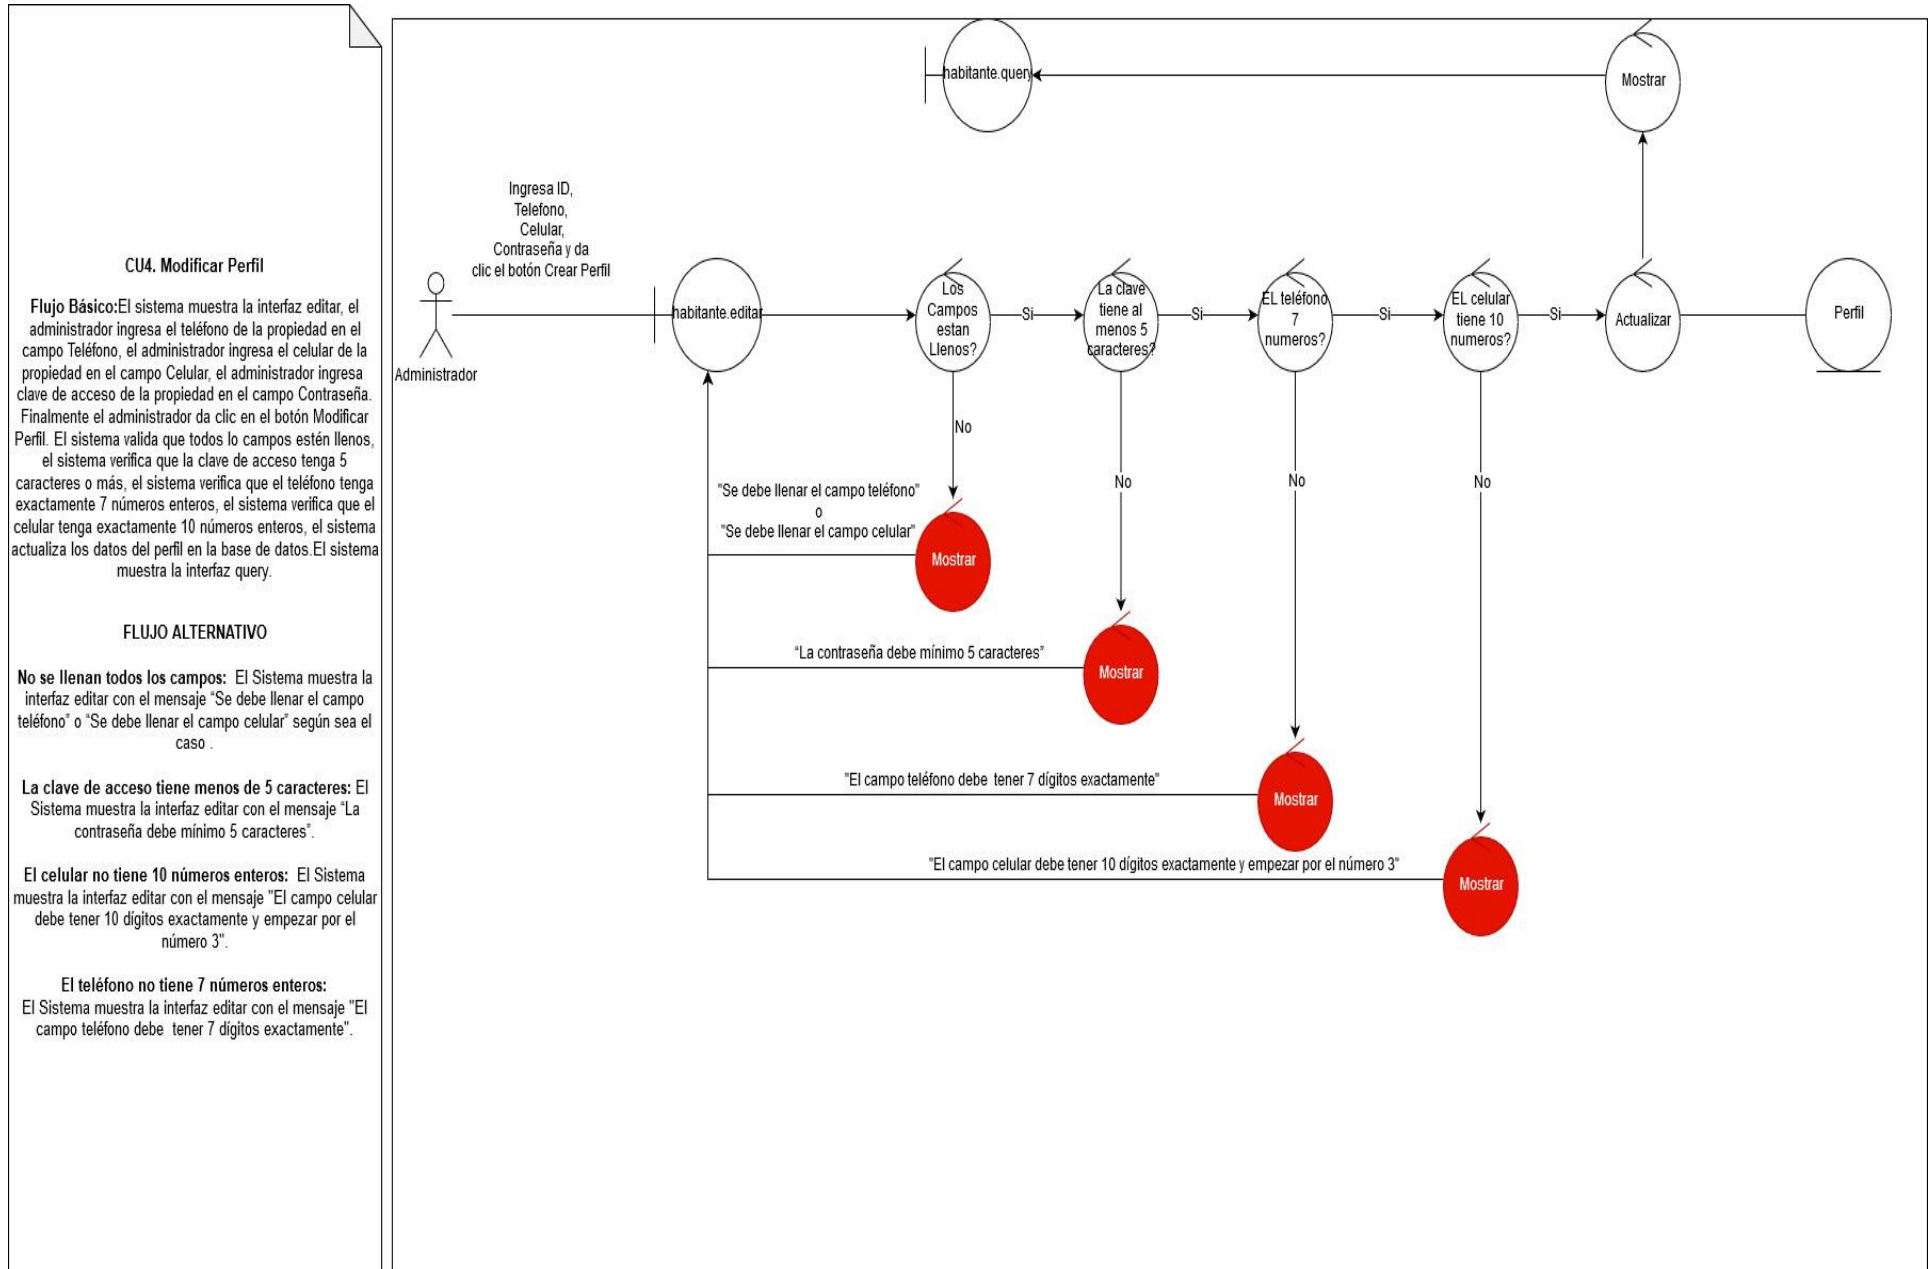 CU4. Modificar Perfil
Flujo Básico:El sistema muestra la interfaz editar, el
administrador ingresa el teléfono de la propiedad en el
campo Teléfono, el administrador ingresa el celular de la
propiedad en el campo Celular, el administrador ingresa
clave de acceso de la propiedad en el campo Contraseña.
Finalmente el administrador da clic en el botón Modificar
Perfil. El sistema valida que todos lo campos estén llenos,
el sistema verifica que la clave de acceso tenga 5
caracteres o más, el sistema verifica que el teléfono tenga
exactamente 7 números enteros, el sistema verifica que el
celular tenga exactamente 10 números enteros, el sistema
actualiza los datos del perfil en la base de datos.El sistema
muestra la interfaz query.
FLUJO ALTERNATIVO
No se llenan todos los campos: El Sistema muestra la
interfaz editar con el mensaje “Se debe llenar el campo
teléfono” o “Se debe llenar el campo celular” según sea el
caso .
La clave de acceso tiene menos de 5 caracteres: El
Sistema muestra la interfaz editar con el mensaje “La
contraseña debe mínimo 5 caracteres”.
El celular no tiene 10 números enteros: El Sistema
muestra la interfaz editar con el mensaje "El campo celular
debe tener 10 dígitos exactamente y empezar por el
número 3".
El teléfono no tiene 7 números enteros:
El Sistema muestra la interfaz editar con el mensaje "El
campo teléfono debe tener 7 dígitos exactamente".
habitante.query
Mostrar
Ingresa ID,
Telefono,
Celular,
Contraseña y da
clic el botón Crear Perfil
Administrador
habitante.editar
Los
Campos
estan
Llenos?
Si
La clave
tiene al
menos 5
caracteres?
Si
EL teléfono
7
numeros?
Si
EL celular
tiene 10
numeros?
Si
Actualizar
Perfil
No
No
No
No
"Se debe llenar el campo teléfono"
o
"Se debe llenar el campo celular"
Mostrar
“La contraseña debe mínimo 5 caracteres”
Mostrar
"El campo teléfono debe tener 7 dígitos exactamente"
Mostrar
"El campo celular debe tener 10 dígitos exactamente y empezar por el número 3"
Mostrar